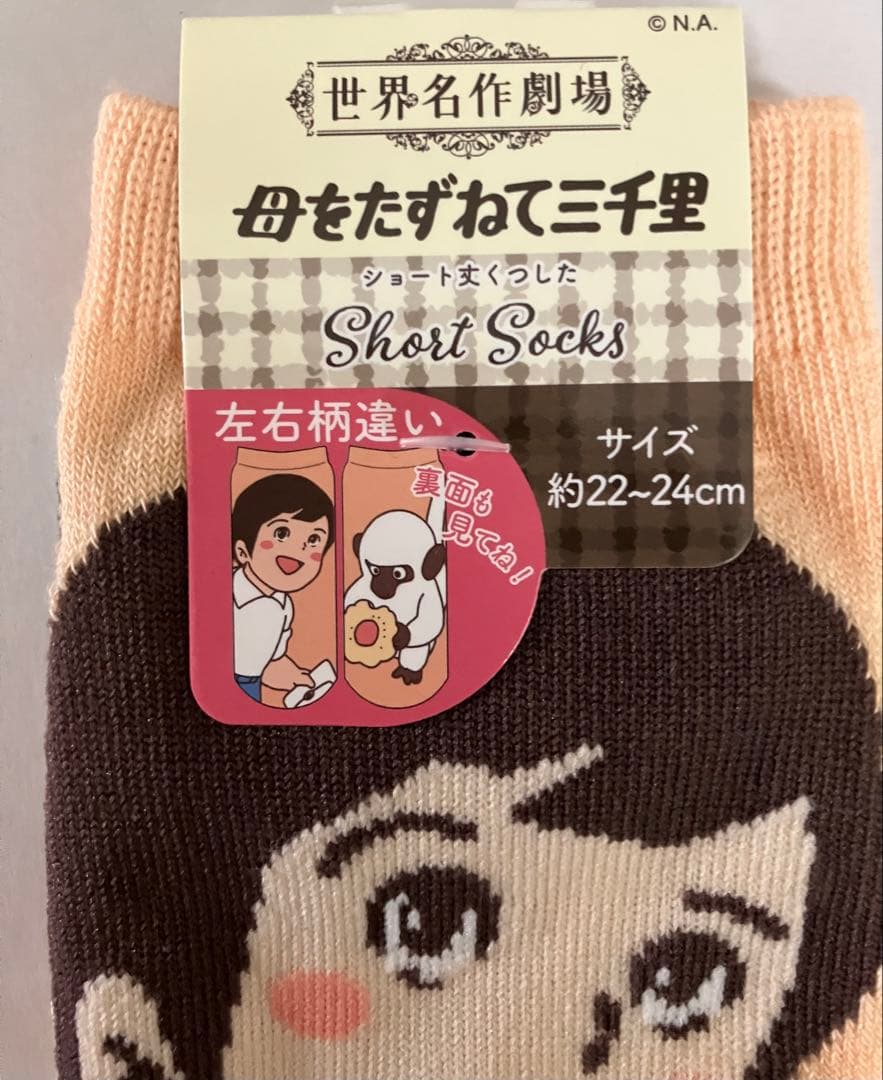 © N.A.
世界名作劇場
母をたずねて三千里
ショート丈くつした
Short Socks
左右柄違い
裏面も
見てね!
サイズ
約22~24cm